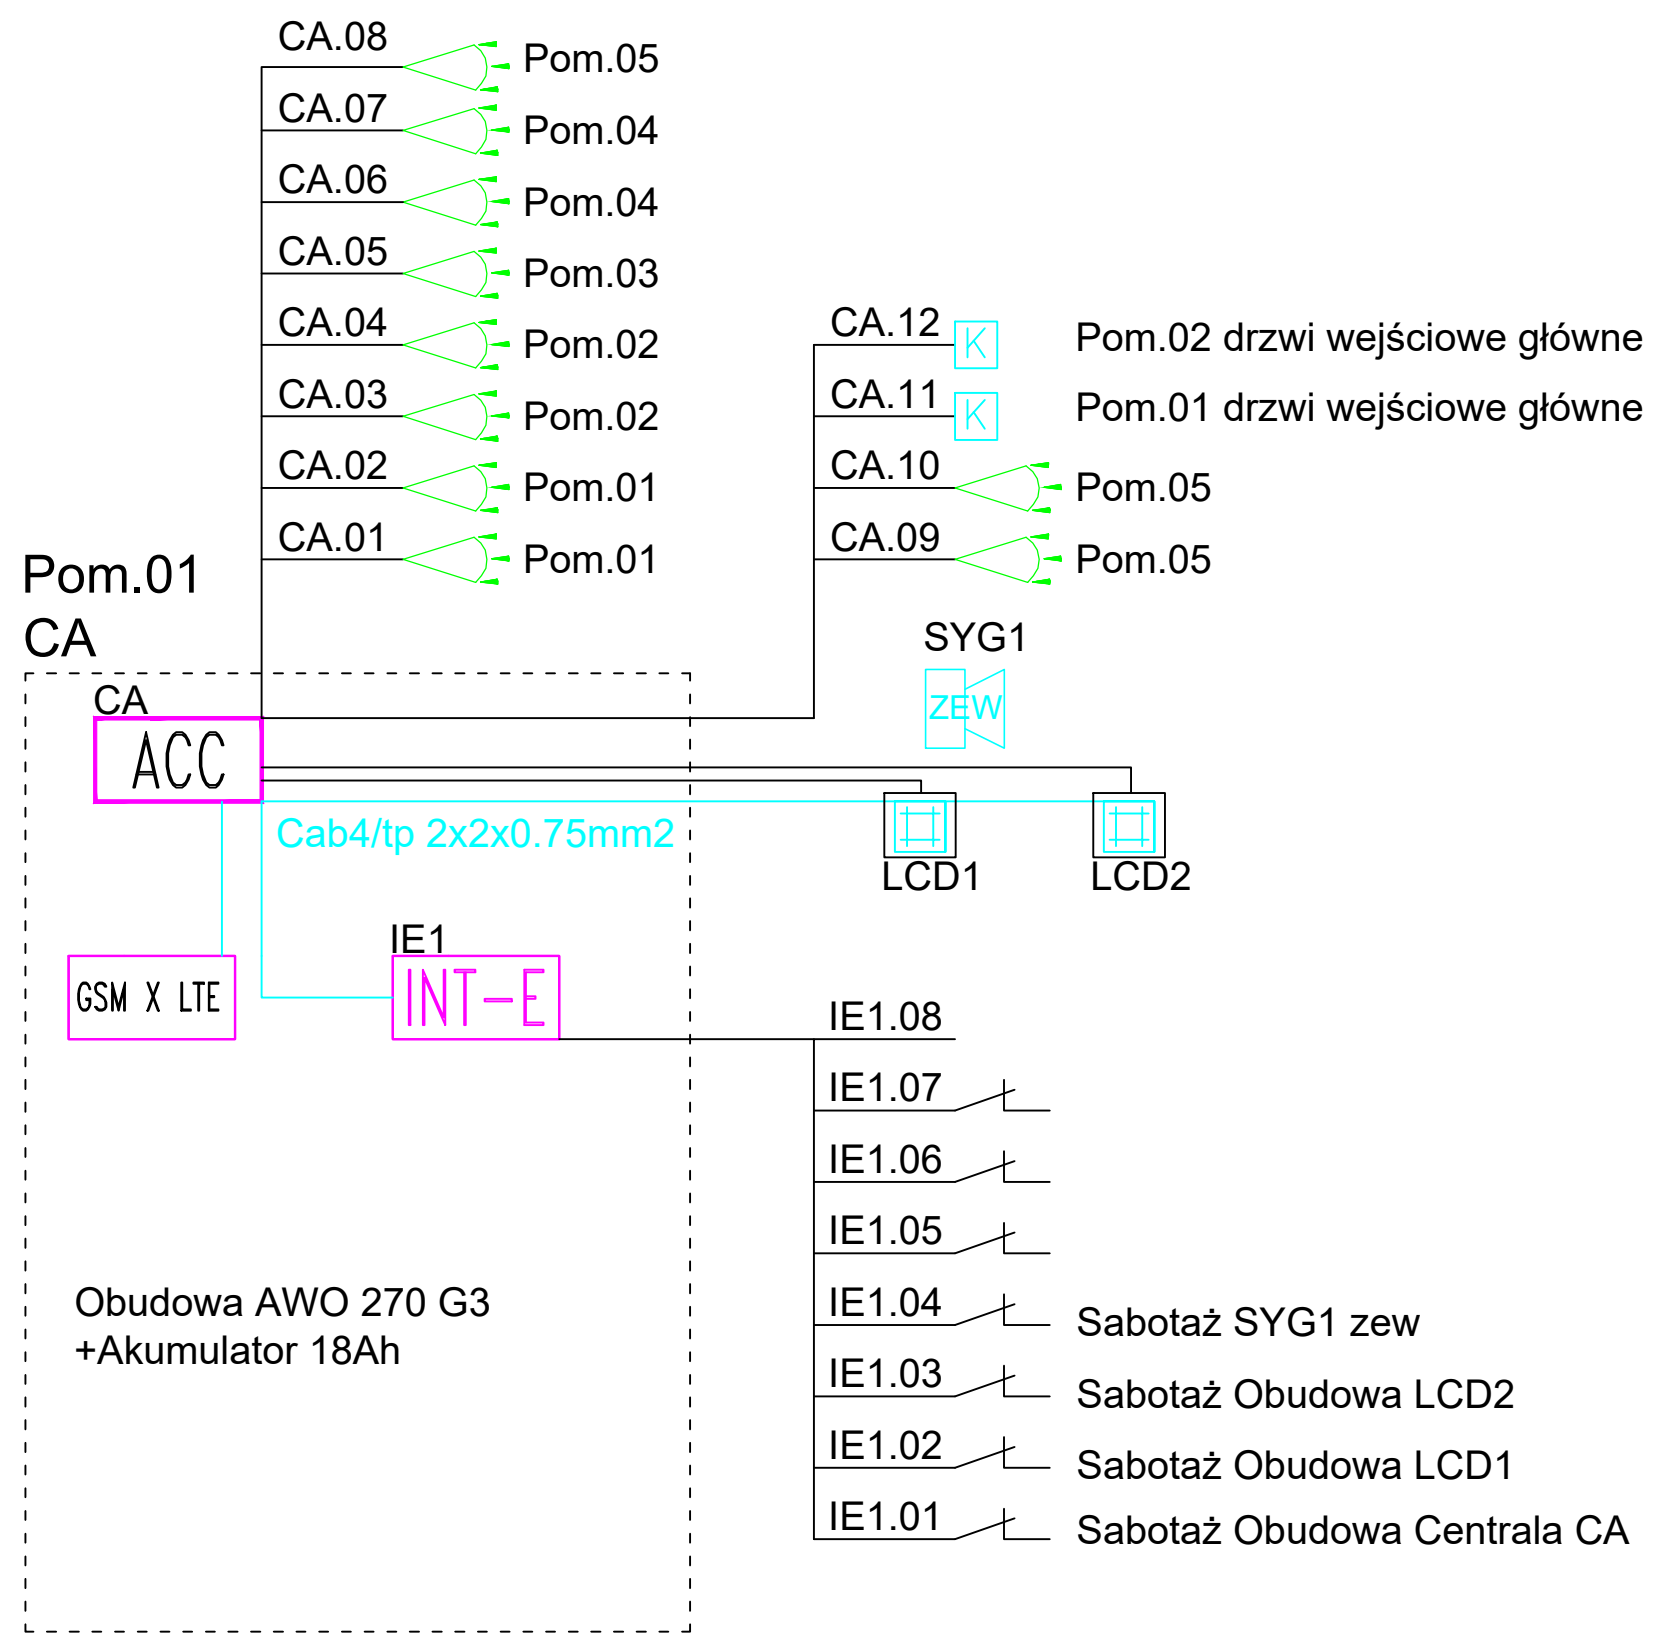 CA.08 Pom.05
CA.07 Pom.04
CA.06 Pom.04
CA.05 Pom.03
CA.04 Pom.02
CA.03 Pom.02
CA.02 Pom.01
CA.01 Pom.01
CA.12 K Pom.02 drzwi wejściowe główne
CA.11 K Pom.01 drzwi wejściowe główne
CA.10 Pom.05
CA.09 Pom.05
Pom.01
CA
SYG1
ZEW
CA
ACC
Cab4/tp 2x2x0.75mm2
LCD1
LCD2
GSM X LTE
IE1
INT-E
IE1.08
IE1.07
IE1.06
IE1.05
IE1.04 Sabotaż SYG1 zew
IE1.03 Sabotaż Obudowa LCD2
IE1.02 Sabotaż Obudowa LCD1
IE1.01 Sabotaż Obudowa Centrala CA
Obudowa AWO 270 G3
+Akumulator 18Ah